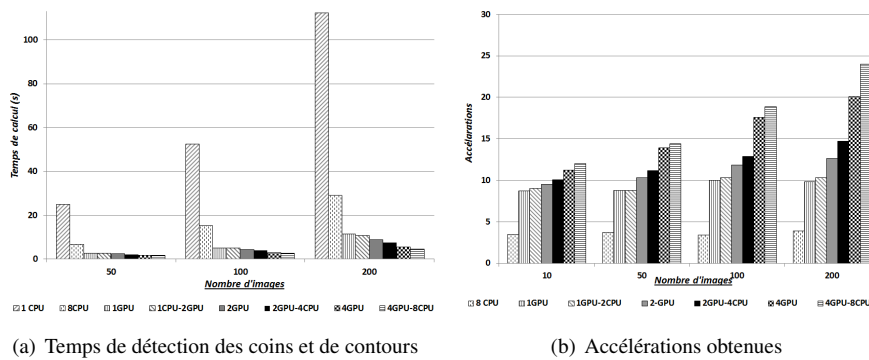 Temps de calcul (s)
100
80
60
40
20
0
50
100
200
Nombre d'images
1 CPU
8CPU
1GPU
1CPU-2GPU
2GPU
2GPU-4CPU
4GPU
4GPU-8CPU
(a) Temps de détection des coins et de contours
Accélarations
30
25
20
15
10
5
0
10
50
100
200
Nombre d'images
8 CPU
1GPU
1GPU-2CPU
2-GPU
2GPU-4CPU
4GPU
4GPU-8CPU
(b) Accélérations obtenues